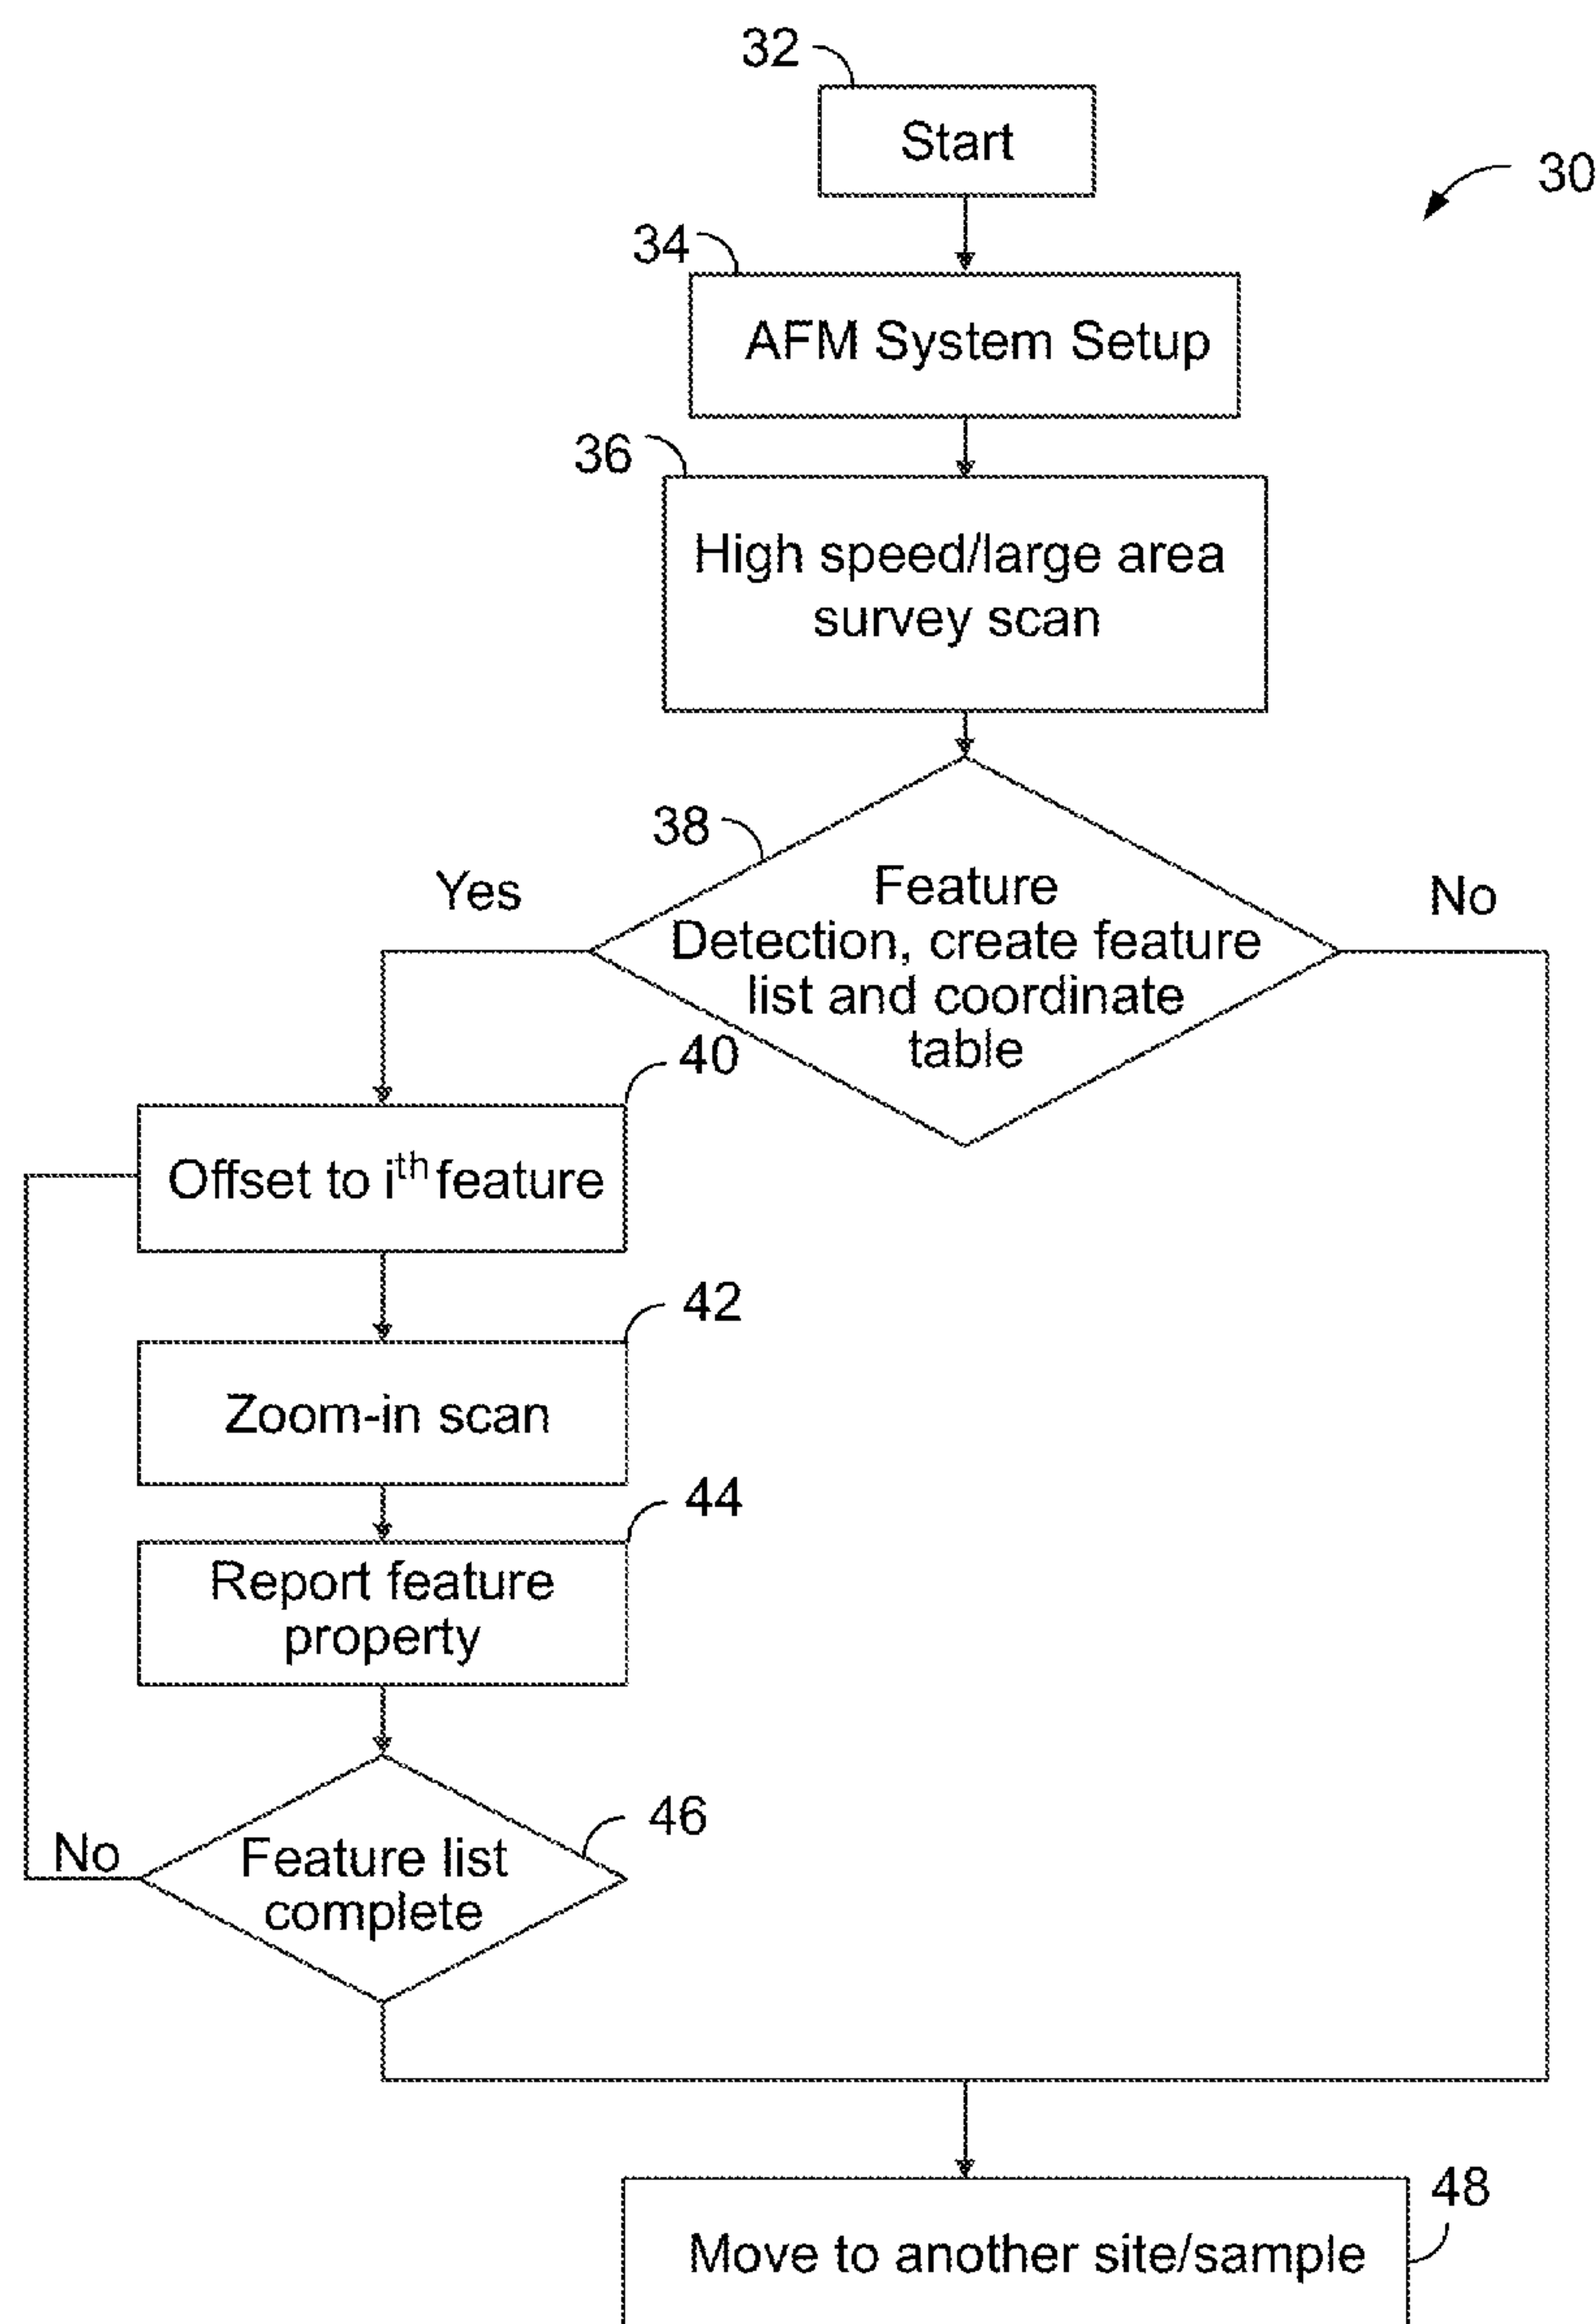 32
Start
30
34
AFM System Setup
36
High speed/large area
survey scan
38
Yes
No
Feature
Detection, create feature
list and coordinate
table
40
Offset to ith feature
42
Zoom-in scan
44
Report feature
property
46
No
Feature list
complete
48
Move to another site/sample